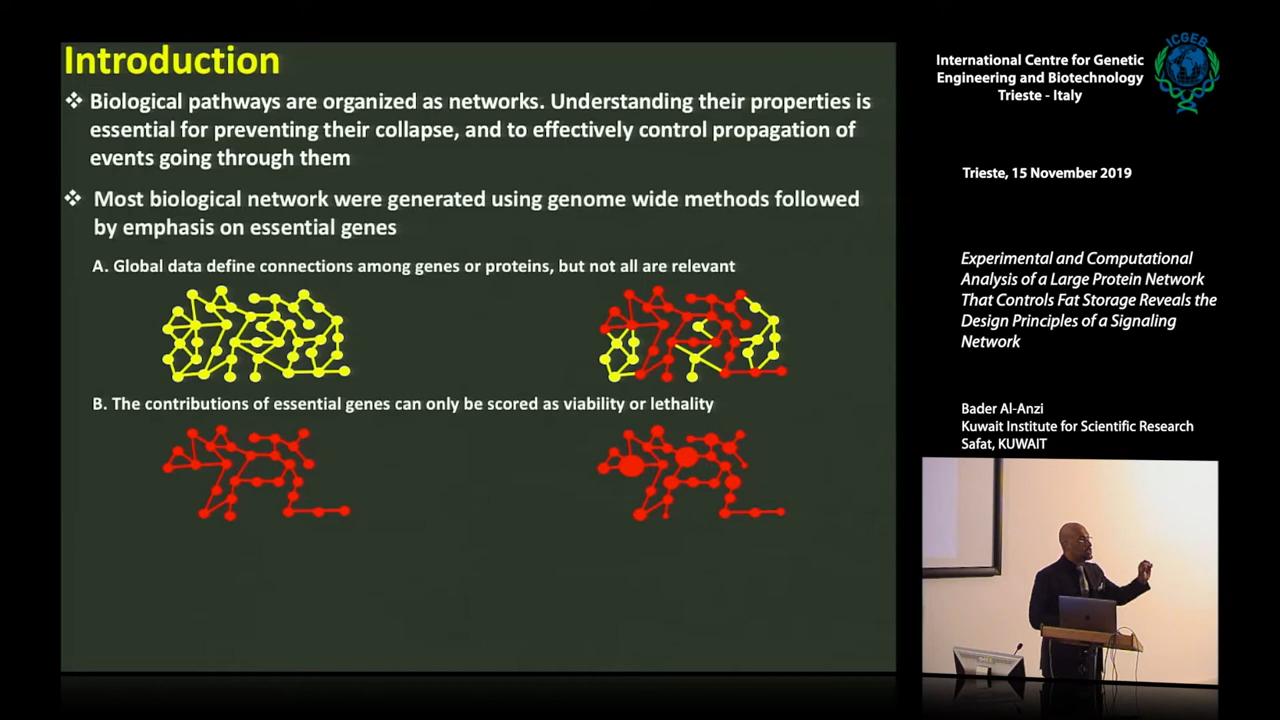 Introduction
❖ Biological pathways are organized as networks. Understanding their properties is
essential for preventing their collapse, and to effectively control propagation of
events going through them
❖ Most biological network were generated using genome wide methods followed
by emphasis on essential genes
A. Global data define connections among genes or proteins, but not all are relevant
B. The contributions of essential genes can only be scored as viability or lethality
International Centre for Genetic
Engineering and Biotechnology
Trieste - Italy
ICGEB
Trieste, 15 November 2019
Experimental and Computational
Analysis of a Large Protein Network
That Controls Fat Storage Reveals the
Design Principles of a Signaling
Network
Bader Al-Anzi
Kuwait Institute for Scientific Research
Safat, KUWAIT